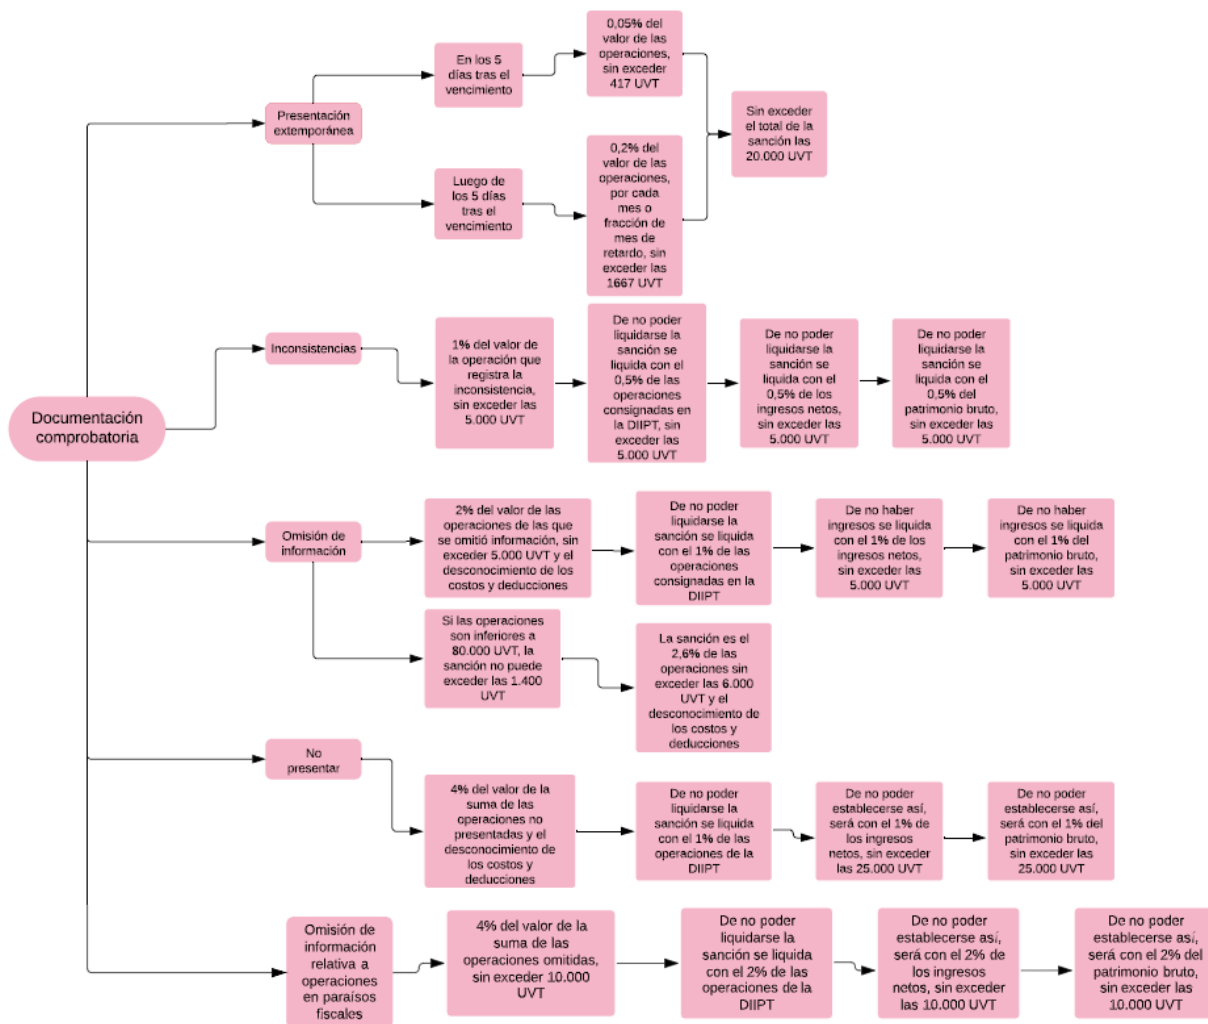 Documentación
comprobatoria
Presentación
extemporánea
En los 5
días tras el
vencimiento
0,05% del
valor de las
operaciones,
sin exceder
417 UVT
Luego de
los 5 días
tras el
vencimiento
0,2% del
valor de las
operaciones,
por cada
mes o
fracción de
mes de
retardo, sin
exceder las
1667 UVT
Sin exceder
el total de la
sanción las
20.000 UVT
Inconsistencias
1% del valor de
la operación que
registra la
inconsistencia,
sin exceder las
5.000 UVT
De no poder
liquidarse la
sanción se
liquida con el
0,5% de las
operaciones
consignadas en
la DIIPT, sin
exceder las
5.000 UVT
De no poder
liquidarse la
sanción se
liquida con el
0,5% de los
ingresos netos,
sin exceder las
5.000 UVT
De no poder
liquidarse la
sanción se
liquida con el
0,5% del
patrimonio bruto,
sin exceder las
5.000 UVT
Omisión de
información
2% del valor de las
operaciones de las que
se omitió información, sin
exceder 5.000 UVT y el
desconocimiento de los
costos y deducciones
De no poder
liquidarse la
sanción se liquida
con el 1% de las
operaciones
consignadas en la
DIIPT
De no haber
ingresos se liquida
con el 1% de los
ingresos netos,
sin exceder las
5.000 UVT
De no haber
ingresos se liquida
con el 1% del
patrimonio bruto,
sin exceder las
5.000 UVT
Si las operaciones
son inferiores a
80.000 UVT, la
sanción no puede
exceder las 1.400
UVT
La sanción es el
2,6% de las
operaciones sin
exceder las 6.000
UVT y el
desconocimiento de
los costos y
deducciones
No
presentar
4% del valor de la
suma de las
operaciones no
presentadas y el
desconocimiento de
los costos y
deducciones
De no poder
liquidarse la
sanción se liquida
con el 1% de las
operaciones de la
DIIPT
De no poder
establecerse así,
será con el 1% de
los ingresos
netos, sin exceder
las 25.000 UVT
De no poder
establecerse así,
será con el 1% del
patrimonio bruto,
sin exceder las
25.000 UVT
Omisión de
información
relativa a
operaciones
en paraísos
fiscales
4% del valor de la
suma de las
operaciones omitidas,
sin exceder 10.000
UVT
De no poder
liquidarse la
sanción se liquida
con el 2% de las
operaciones de la
DIIPT
De no poder
establecerse así,
será con el 2% de
los ingresos
netos, sin exceder
las 10.000 UVT
De no poder
establecerse así,
será con el 2% del
patrimonio bruto,
sin exceder las
10.000 UVT